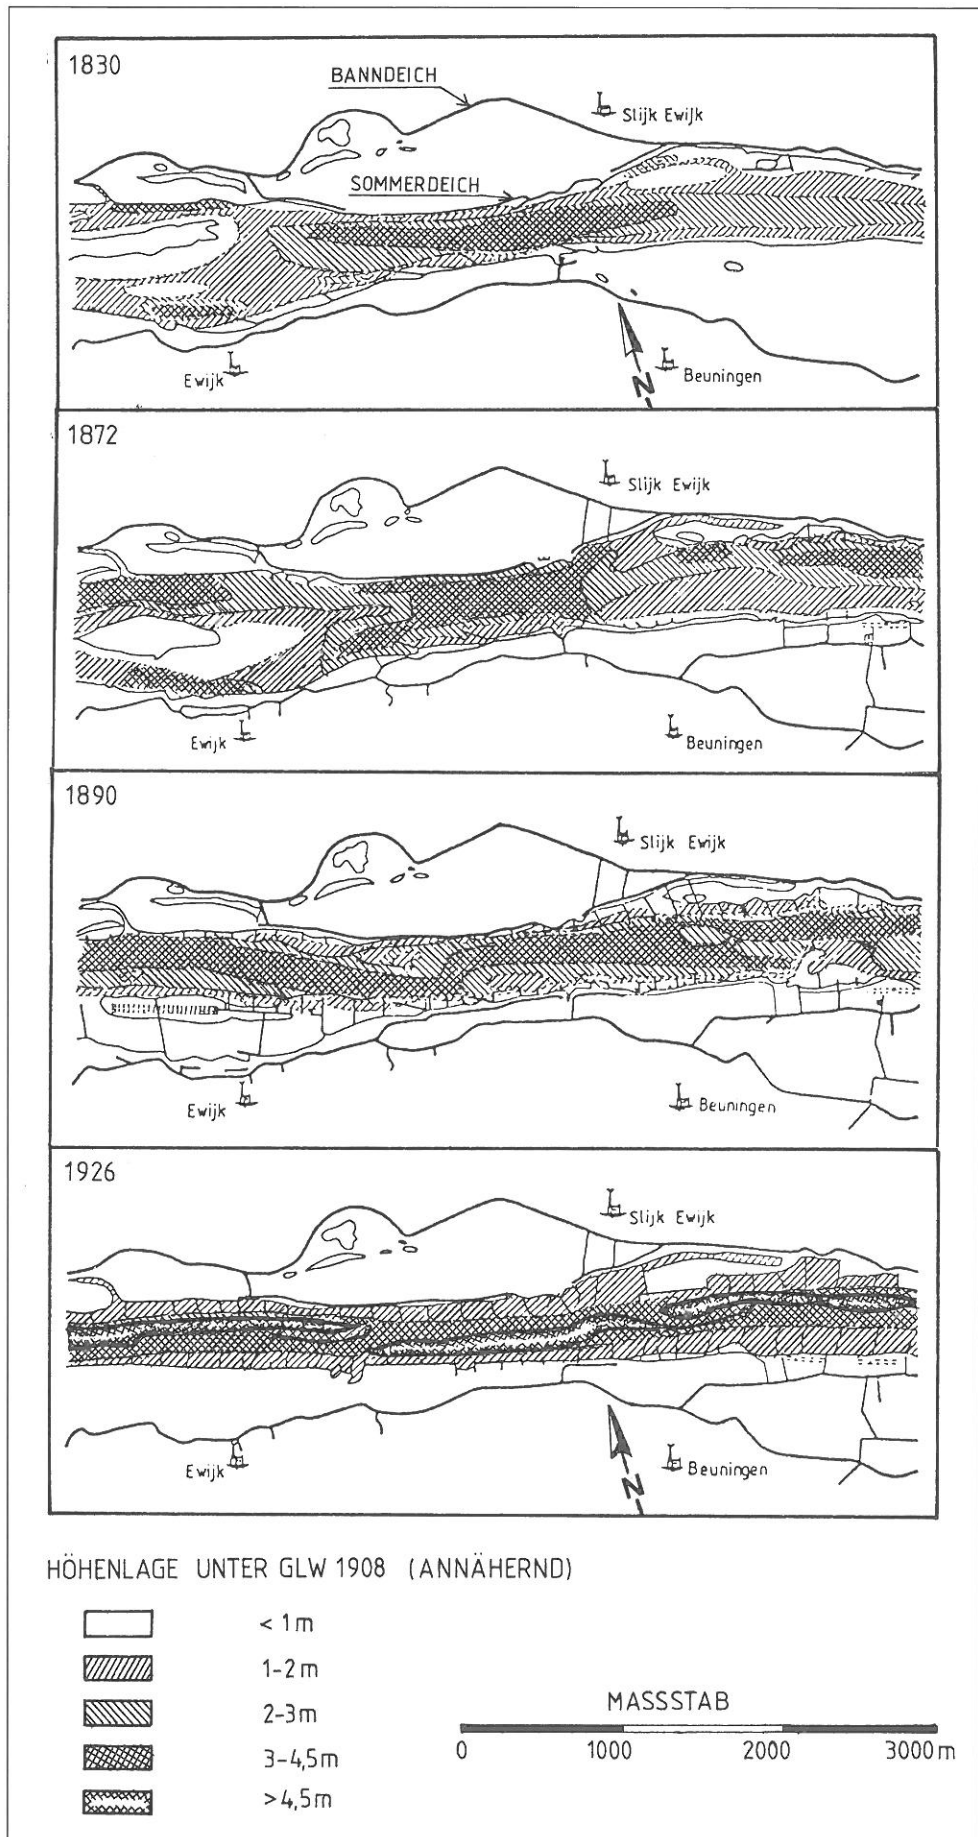 1830
BANNDEICH
Slijk Ewijk
SOMMERDEICH
Ewijk
N
Beuningen
1872
Slijk Ewijk
Ewijk
Beuningen
1890
Slijk Ewijk
Ewijk
Beuningen
1926
Slijk Ewijk
Ewijk
N
Beuningen
HÖHENLAGE UNTER GLW 1908 (ANNÄHERND)
< 1m
1-2m
2-3m
3-4,5m
>4,5m
MASSSTAB
0 1000 2000 3000m